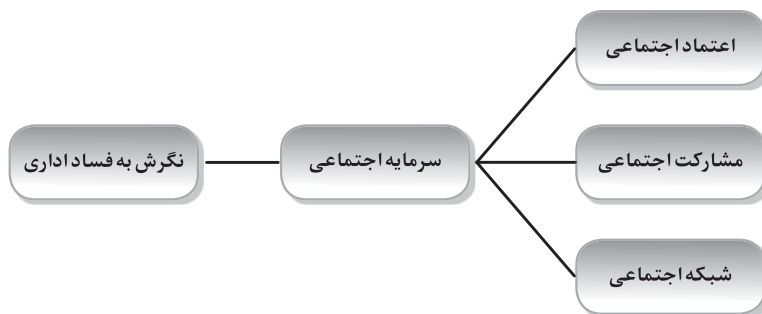 اعتماد اجتماعی
مشارکت اجتماعی
سرمایه اجتماعی
نگرش به فساد اداری
شبکه اجتماعی